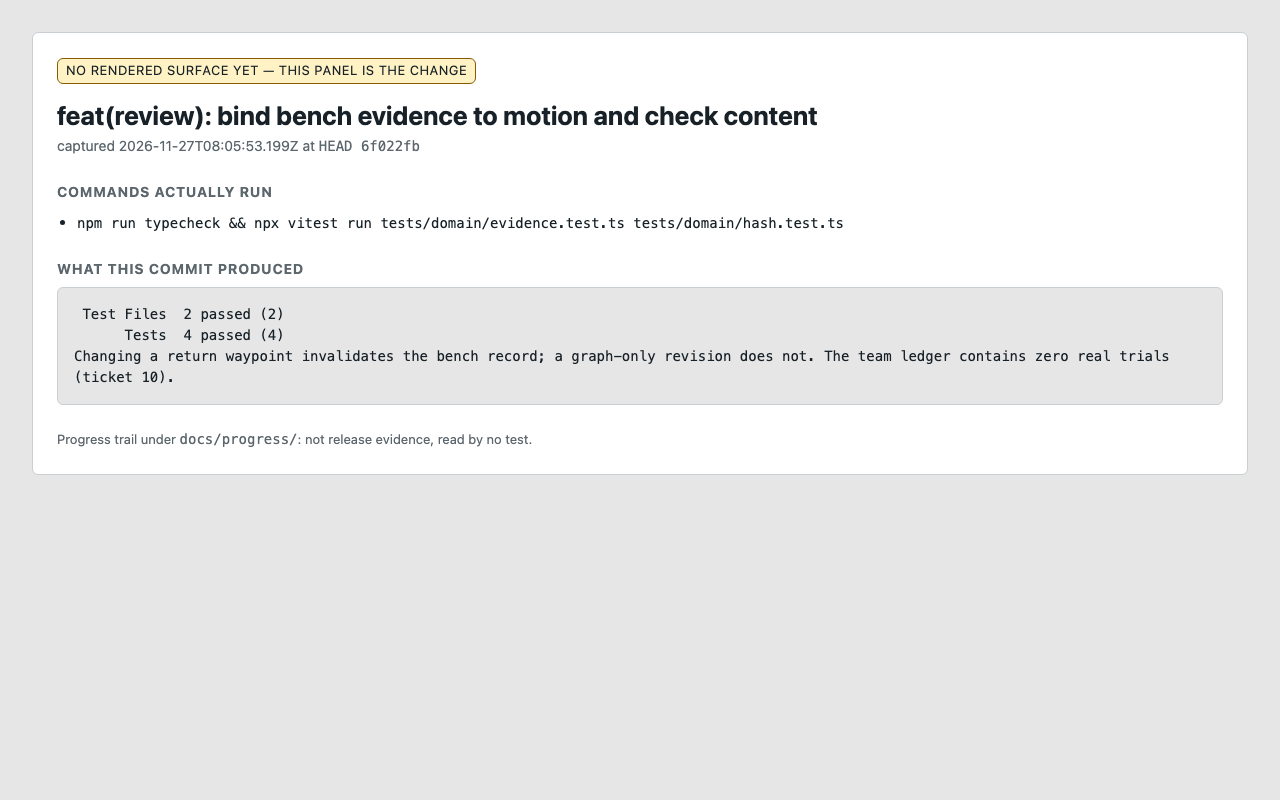 NO RENDERED SURFACE YET — THIS PANEL IS THE CHANGE
feat(review): bind bench evidence to motion and check content
captured 2026-11-27T08:05:53.199Z at HEAD 6f022fb
COMMANDS ACTUALLY RUN
• npm run typecheck && npx vitest run tests/domain/evidence.test.ts tests/domain/hash.test.ts
WHAT THIS COMMIT PRODUCED
Test Files  2 passed (2)
Tests  4 passed (4)
Changing a return waypoint invalidates the bench record; a graph-only revision does not. The team ledger contains zero real trials
(ticket 10).
Progress trail under docs/progress/: not release evidence, read by no test.